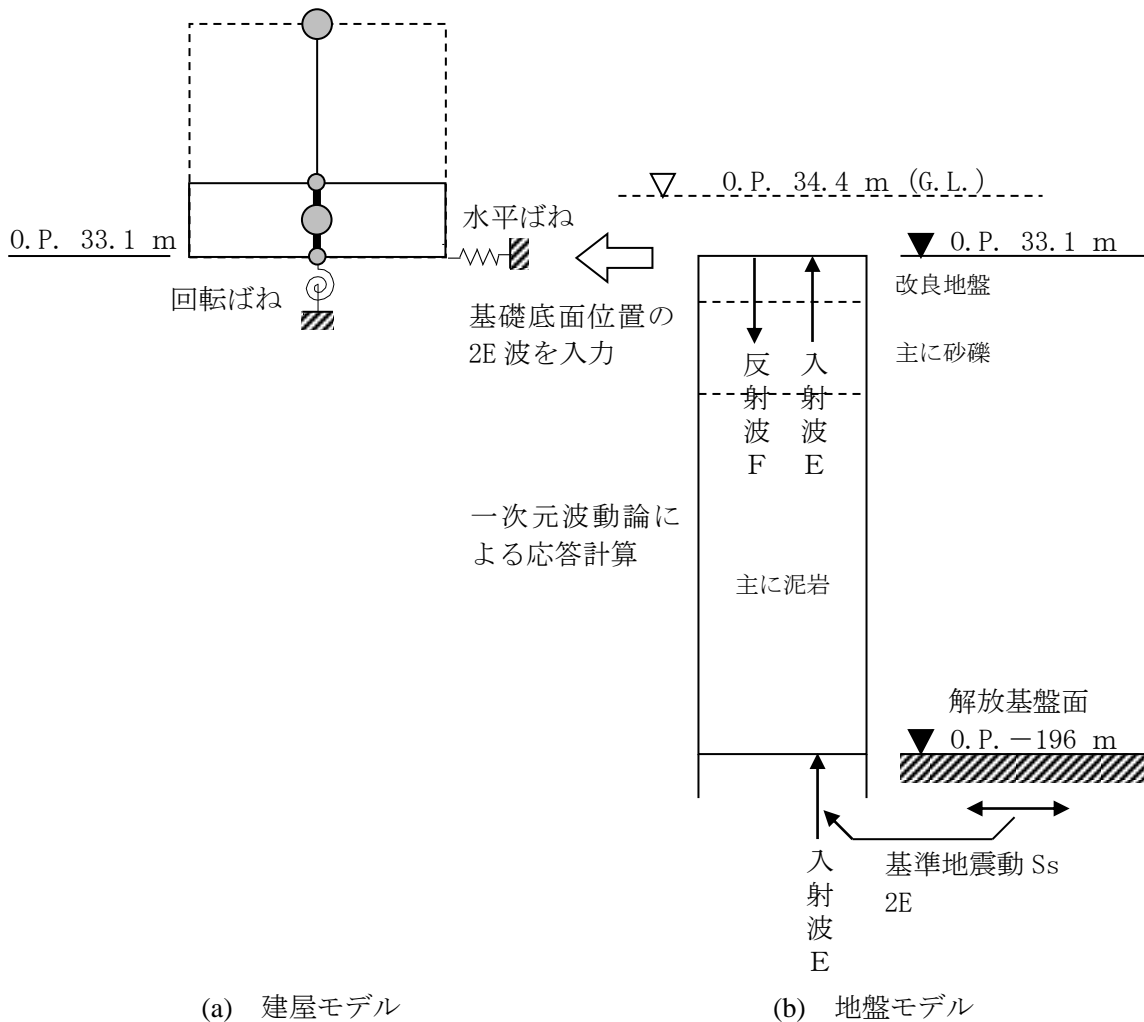 O.P. 34.4 m (G.L.)
水平ばね
O.P. 33.1 m
O.P. 33.1 m
回転ばね
改良地盤
基礎底面位置の
2E 波を入力
主に砂礫
反射波F
入射波E
一次元波動論に
よる応答計算
主に泥岩
解放基盤面
O.P.－196 m
基準地震動 Ss
2E
入射波E
(a) 建屋モデル
(b) 地盤モデル